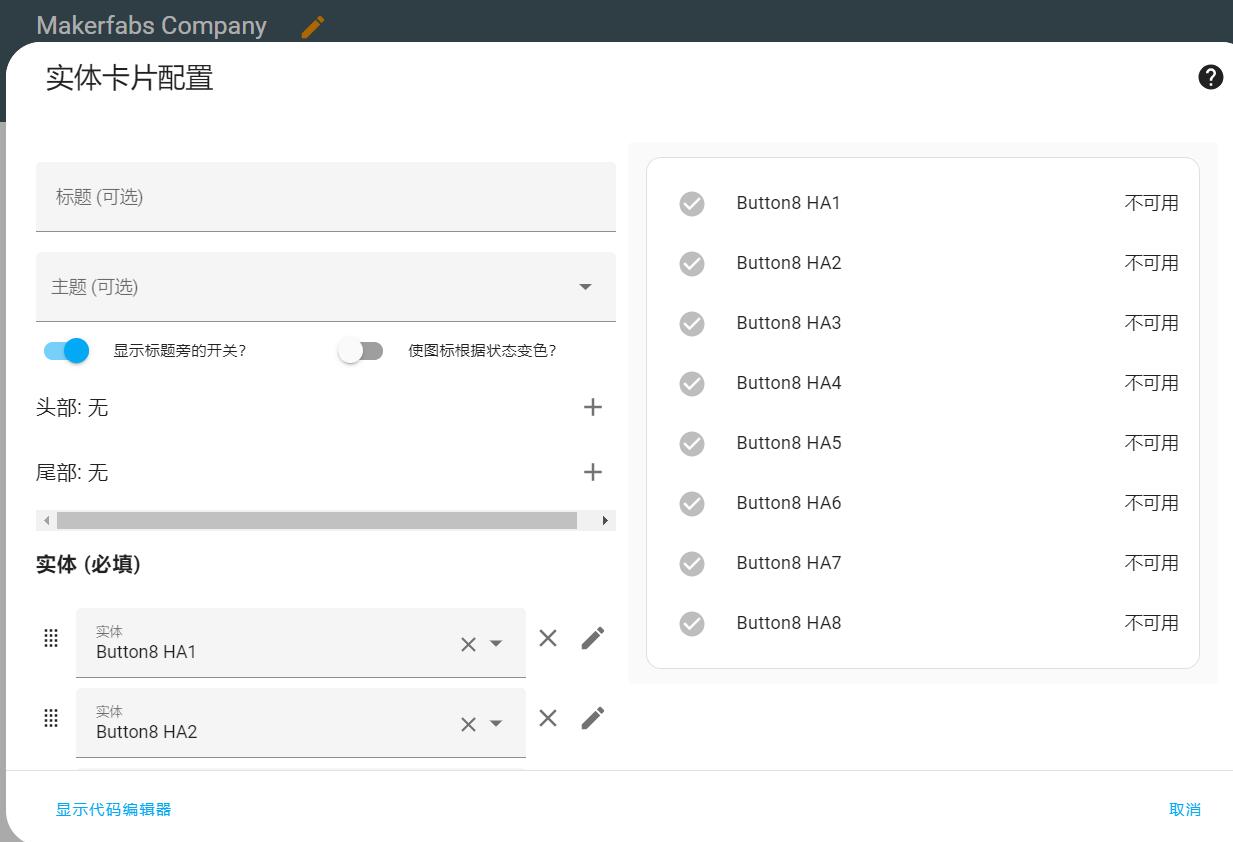 Makerfabs Company
实体卡片配置
标题 (可选)
主题 (可选)
显示标题旁的开关?
使图标根据状态变色?
头部: 无
尾部: 无
实体 (必填)
实体
Button8 HA1
实体
Button8 HA2
Button8 HA1 不可用
Button8 HA2 不可用
Button8 HA3 不可用
Button8 HA4 不可用
Button8 HA5 不可用
Button8 HA6 不可用
Button8 HA7 不可用
Button8 HA8 不可用
显示代码编辑器
取消